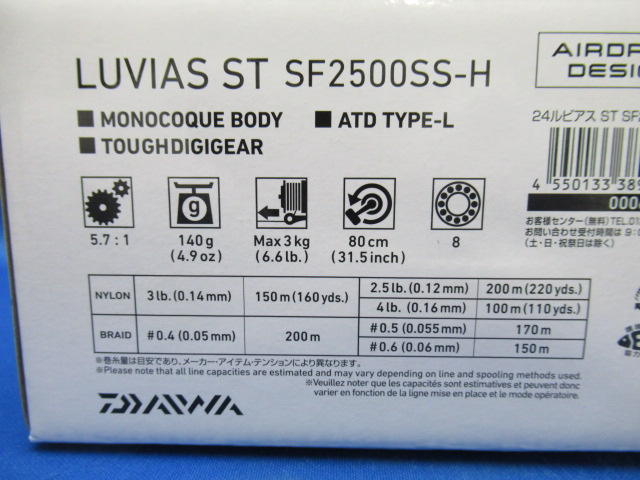 LUVIAS ST SF2500SS-H
■ MONOCOQUE BODY ■ ATD TYPE-L
■ TOUGHDIGIGEAR
AIRDR
DESI
24ルビアス ST SF
4 550133 38
000
お客様センター(無料)TEL.01
お問い合わせ受付時間は 9:0
(土・日・祝祭日は除く)
g
5.7 : 1
140 g
(4.9 oz)
Max 3 kg
(6.6 lb.)
80 cm
(31.5 inch)
8
NYLON 3 lb. (0.14 mm) 150 m (160 yds.) 2.5 lb. (0.12 mm) 200 m (220 yds.)
4 lb. (0.16 mm) 100 m (110 yds.)
BRAID #0.4 (0.05 mm) 200 m #0.5 (0.055 mm) 170 m
#0.6 (0.06 mm) 150 m
※巻糸量は目安であり、メーカー・アイテム・テンションにより異なります。
※Please note that all line capacities are estimated and may vary depending on line and spooling methods used.
※Veuillez noter que les capacités sont estimatives et peuvent donc
varier en fonction de la ligne mise en place et le mode opératoire.
DAIWA